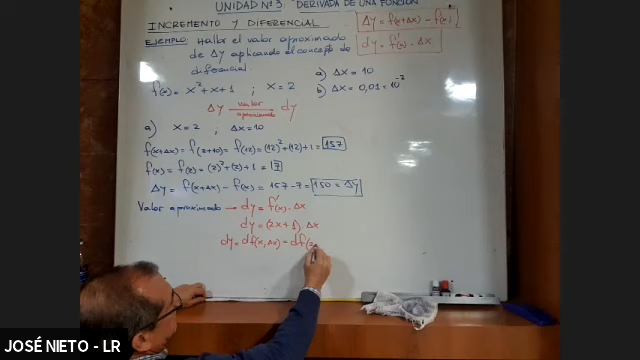 UNIDAD Nº3: "DERIVADA DE UNA FUNCIÓN
INCREMENTO Y DIFERENCIAL
Δy = f(x+Δx) - f(x)
dy = f'(x) . Δx
EJEMPLO: Hallar el valor aproximado
de Δy aplicando el concepto de
diferencial
a) Δx = 10
f(x) = x² + x + 1 ; x = 2
b) Δx = 0,01 = 10⁻²
Δy valor aproximado dy
a) x = 2 ; Δx = 10
f(x+Δx) = f(2+10) = f(12) = (12)² + (12) + 1 = 157
f(x) = f(2) = (2)² + (2) + 1 = 7
Δy = f(x+Δx) - f(x) = 157 - 7 = 150 = Δy
Valor aproximado → dy = f'(x) . Δx
dy = (2x + 1) . Δx
dy = df(x, Δx) = df(2
JOSÉ NIETO - LR